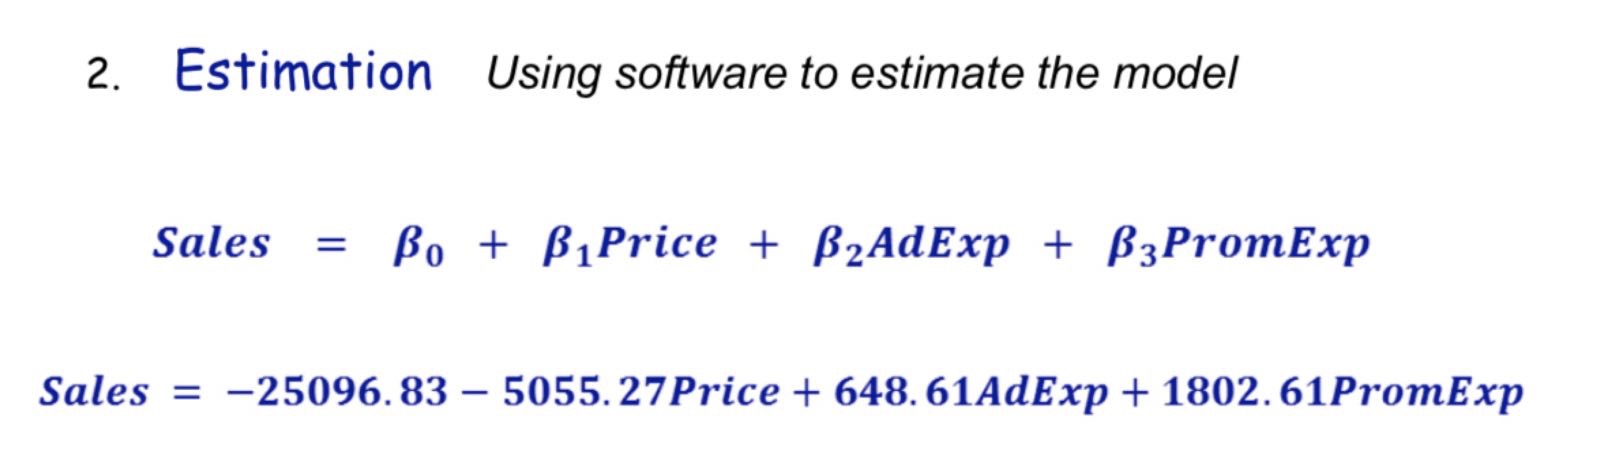 2. Estimation Using software to estimate the model
Sales = β₀ + β₁Price + β₂AdExp + β₃PromExp
Sales = −25096.83 − 5055.27Price + 648.61AdExp + 1802.61PromExp